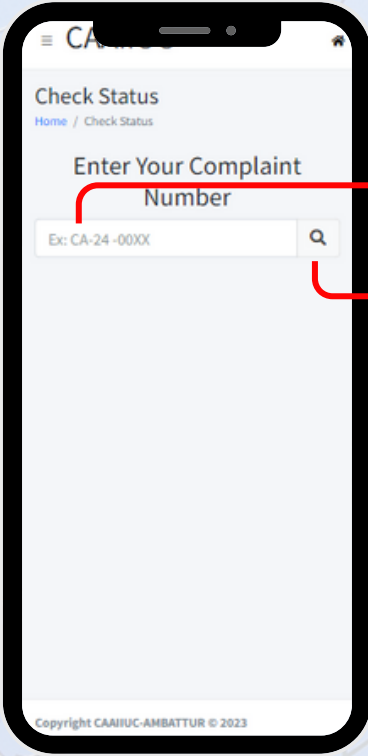 Check Status
Home / Check Status
Enter Your Complaint
Number
Ex: CA-24 -00XX
Copyright CAAIIUC-AMBATTUR © 2023